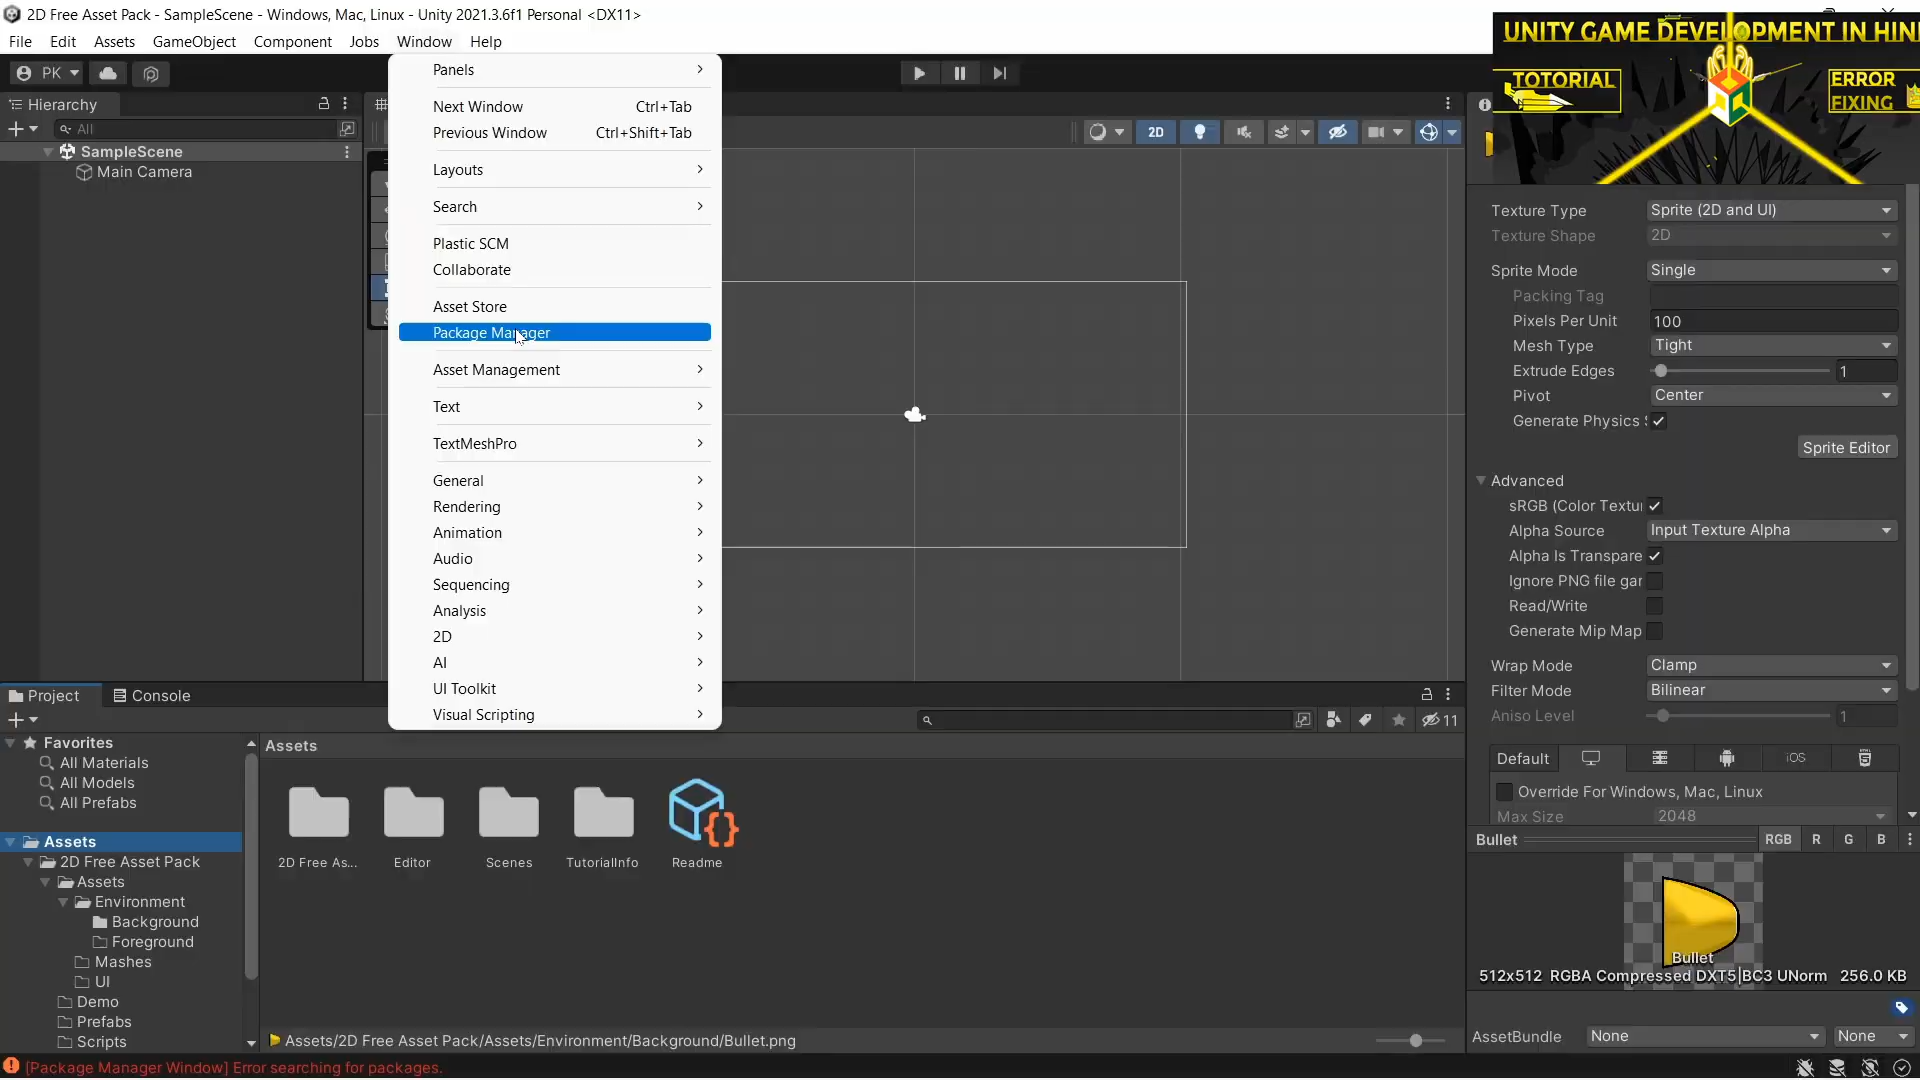 2D Free Asset Pack - SampleScene - Windows, Mac, Linux - Unity 2021.3.6f1 Personal <DX11>
File Edit Assets GameObject Component Jobs Window Help
UNITY GAME DEVELOPMENT IN HIN
TOTORIAL
ERROR
FIXING
PK
Hierarchy
All
SampleScene
Main Camera
Panels
Next Window Ctrl+Tab
Previous Window Ctrl+Shift+Tab
Layouts
Search
Plastic SCM
Collaborate
Asset Store
Package Manager
Asset Management
Text
TextMeshPro
General
Rendering
Animation
Audio
Sequencing
Analysis
2D
AI
UI Toolkit
Visual Scripting
2D
Texture Type Sprite (2D and UI)
Texture Shape 2D
Sprite Mode Single
Packing Tag
Pixels Per Unit 100
Mesh Type Tight
Extrude Edges 1
Pivot Center
Generate Physics
Sprite Editor
Advanced
sRGB (Color Textu
Alpha Source Input Texture Alpha
Alpha Is Transpare
Ignore PNG file gar
Read/Write
Generate Mip Map
Wrap Mode Clamp
Filter Mode Bilinear
Aniso Level 1
Default iOS
Override For Windows, Mac, Linux
Max Size 2048
Bullet RGB R G B
Bullet
512x512 RGBA Compressed DXT5|BC3 UNorm 256.0 KB
AssetBundle None None
Project Console
11
Favorites
All Materials
All Models
All Prefabs
Assets
2D Free Asset Pack
Assets
Environment
Background
Foreground
Mashes
UI
Demo
Prefabs
Scripts
Assets
2D Free As... Editor Scenes TutorialInfo Readme
Assets/2D Free Asset Pack/Assets/Environment/Background/Bullet.png
[Package Manager Window] Error searching for packages.